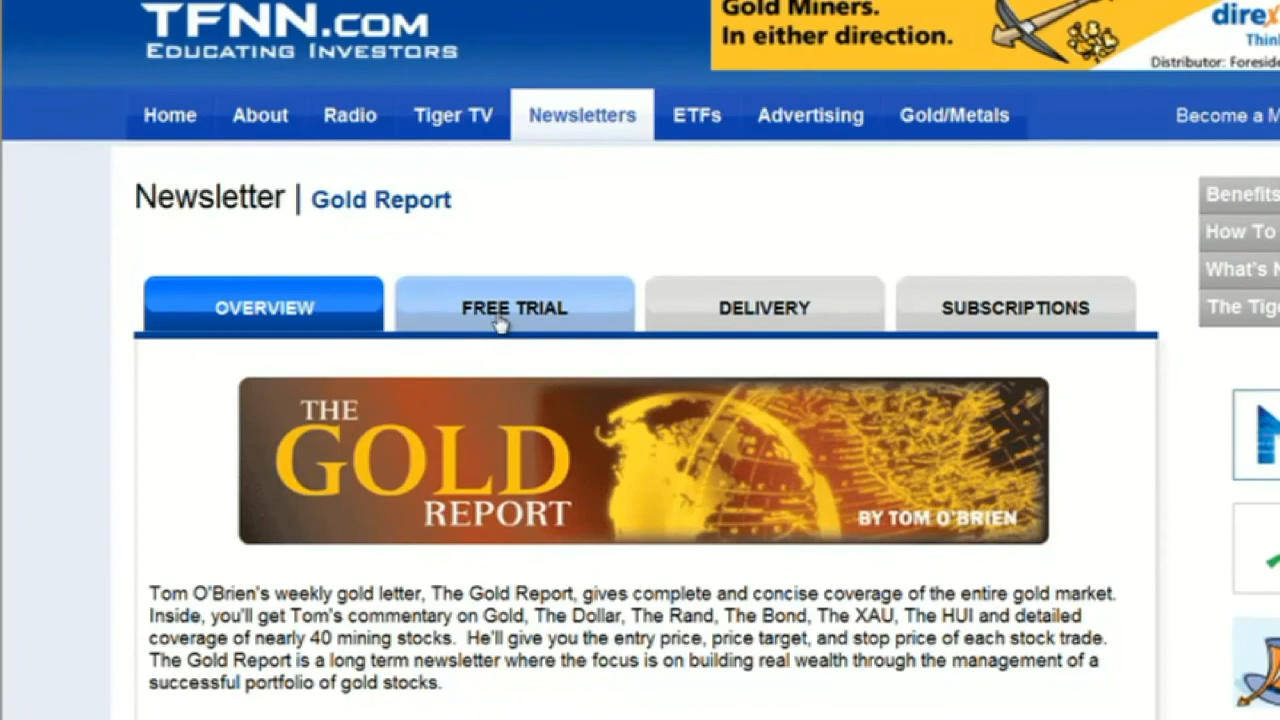 TFNN.COM
EDUCATING INVESTORS
Gold Miners.
In either direction.
Distributor:
Home
About
Radio
Tiger TV
Newsletters
ETFs
Advertising
Gold/Metals
Become a
Newsletter | Gold Report
Benefits
How To
What's
The
OVERVIEW
FREE TRIAL
DELIVERY
SUBSCRIPTIONS
THE
GOLD
REPORT
BY TOM O'BRIEN
Tom O'Brien's weekly gold letter, The Gold Report, gives complete and concise coverage of the entire gold market.
Inside, you'll get Tom's commentary on Gold, The Dollar, The Rand, The Bond, The XAU, The HUI and detailed
coverage of nearly 40 mining stocks.  He'll give you the entry price, price target, and stop price of each stock trade.
The Gold Report is a long term newsletter where the focus is on building real wealth through the management of a
successful portfolio of gold stocks.